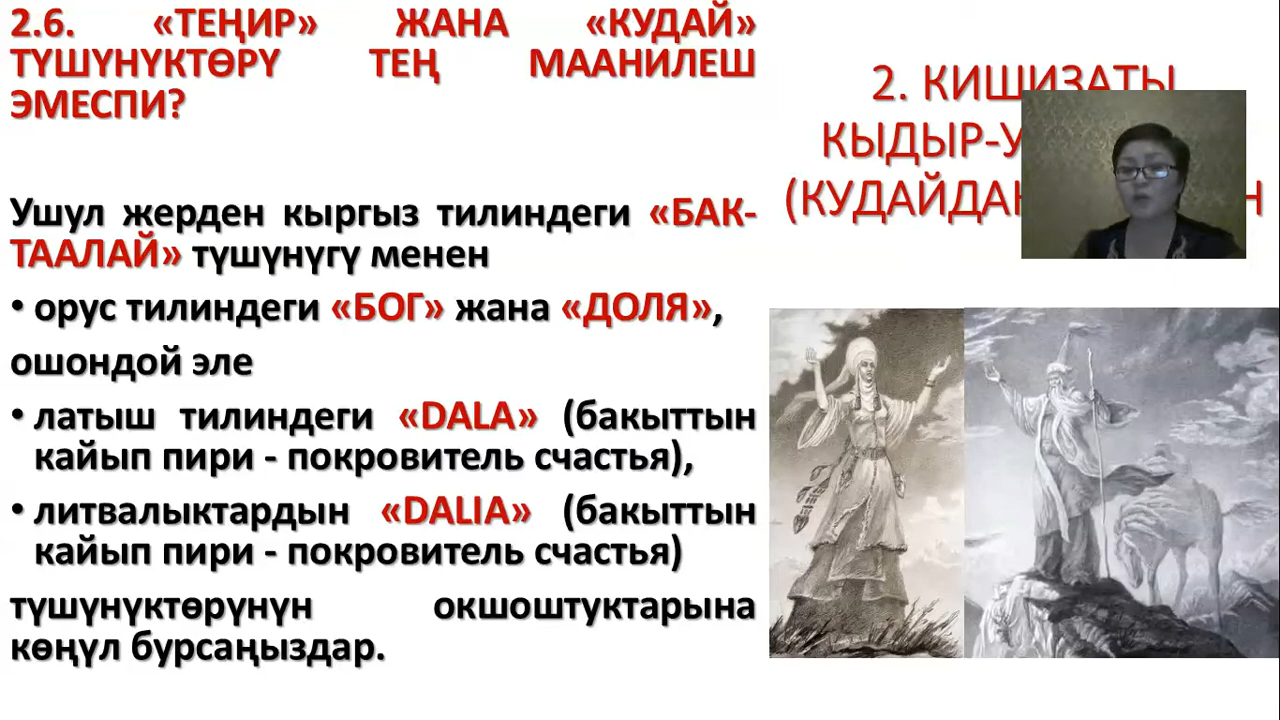 2.6. «ТЕҢИР» ЖАНА «КУДАЙ»
ТҮШҮНҮКТӨРҮ ТЕҢ МААНИЛЕШ
ЭМЕСПИ?
Ушул жерден кыргыз тилиндеги «БАК-
ТААЛАЙ» түшүнүгү менен
• орус тилиндеги «БОГ» жана «ДОЛЯ»,
ошондой эле
• латыш тилиндеги «DALA» (бакыттын
кайып пири - покровитель счастья),
• литвалыктардын «DALIA» (бакыттын
кайып пири - покровитель счастья)
түшүнүктөрүнүн окшоштуктарына
көңүл бурсаңыздар.
2. КИШИЗАТЫ